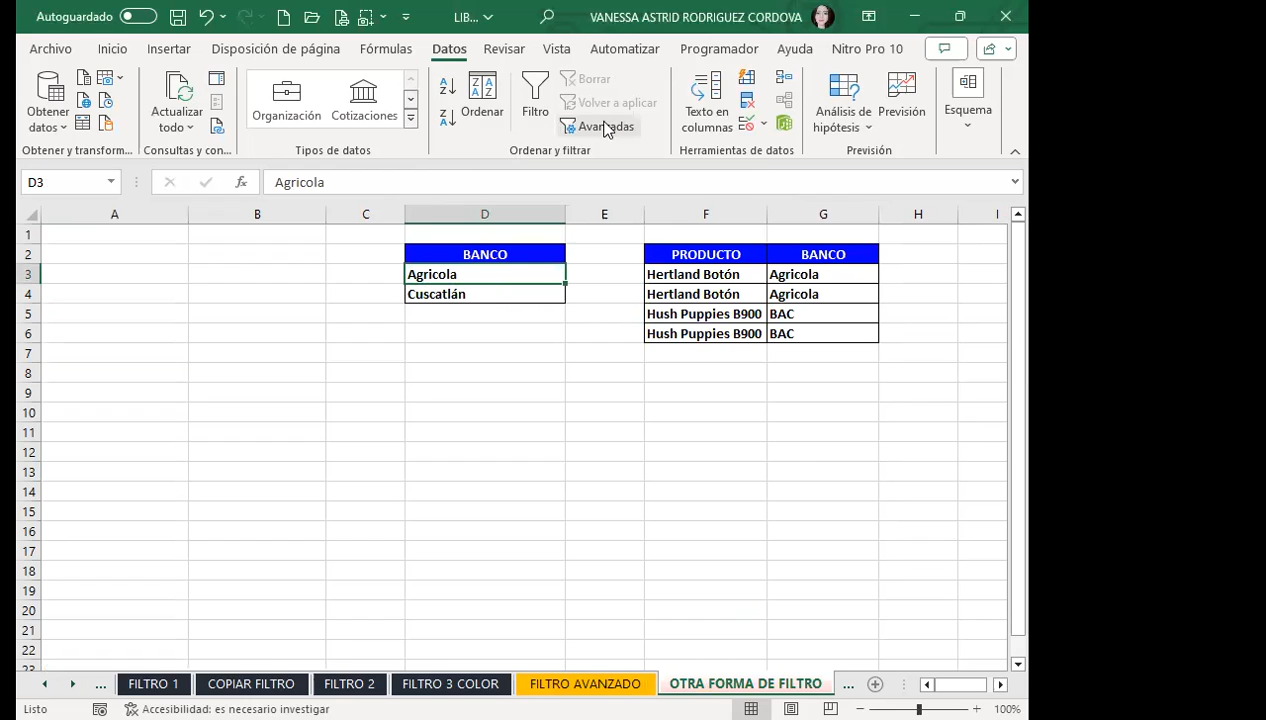 Autoguardado LIB... VANESSA ASTRID RODRIGUEZ CORDOVA
Archivo Inicio Insertar Disposición de página Fórmulas Datos Revisar Vista Automatizar Programador Ayuda Nitro Pro 10
Obtener datos
Actualizar todo
Organización Cotizaciones
Ordenar
Filtro
Borrar
Volver a aplicar
Avanzadas
Texto en columnas
Análisis de hipótesis
Previsión
Esquema
Obtener y transform... Consultas y con... Tipos de datos Ordenar y filtrar Herramientas de datos Previsión
D3 fx Agricola
A B C D E F G H I
1
2 BANCO PRODUCTO BANCO
3 Agricola Hertland Botón Agricola
4 Cuscatlán Hertland Botón Agricola
5 Hush Puppies B900 BAC
6 Hush Puppies B900 BAC
7
8
9
10
11
12
13
14
15
16
17
18
19
20
21
22
23
... FILTRO 1 COPIAR FILTRO FILTRO 2 FILTRO 3 COLOR FILTRO AVANZADO OTRA FORMA DE FILTRO ...
Listo Accesibilidad: es necesario investigar 100%